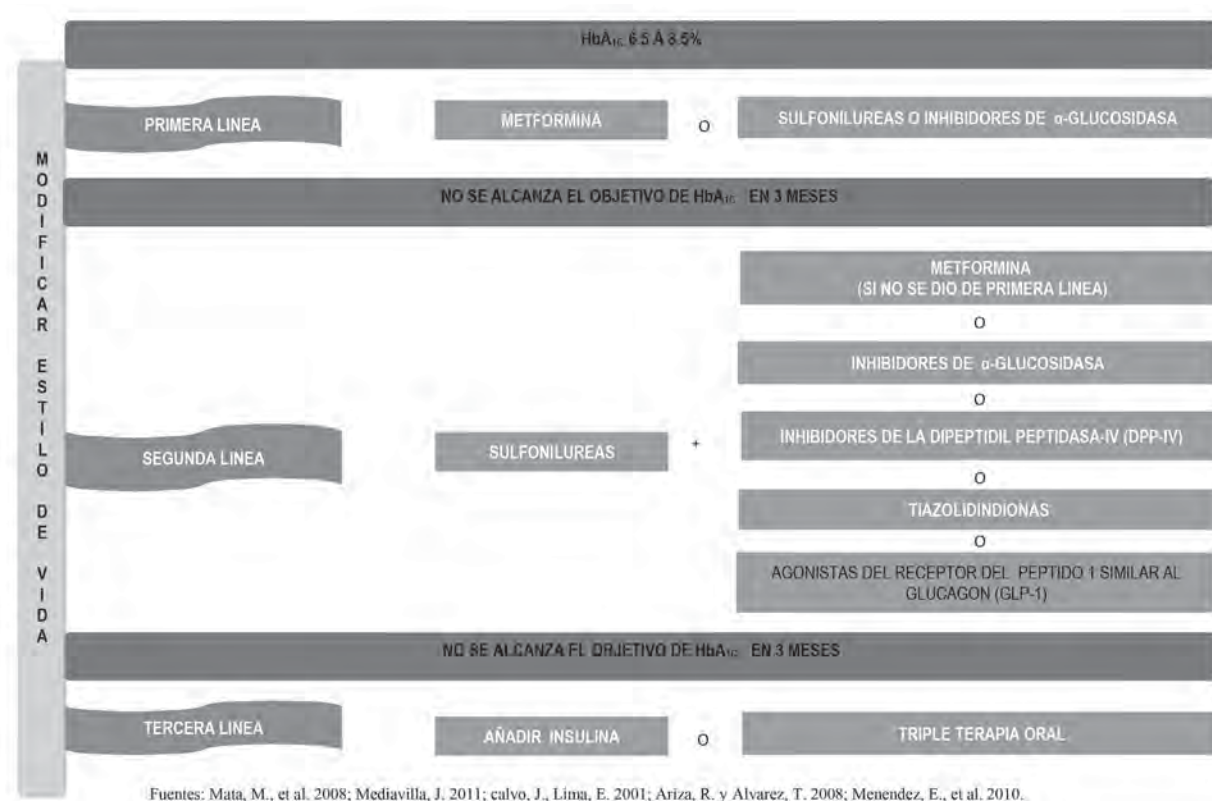 HbA1C 6.5 A 8.5%
MODIFICAR ESTILO DE VIDA
PRIMERA LINEA
METFORMINA
O
SULFONILUREAS O INHIBIDORES DE α-GLUCOSIDASA
NO SE ALCANZA EL OBJETIVO DE HbA1C EN 3 MESES
SEGUNDA LINEA
SULFONILUREAS
+
METFORMINA
(SI NO SE DIO DE PRIMERA LINEA)
O
INHIBIDORES DE α-GLUCOSIDASA
O
INHIBIDORES DE LA DIPEPTIDIL PEPTIDASA-IV (DPP-IV)
O
TIAZOLIDINDIONAS
O
AGONISTAS DEL RECEPTOR DEL PEPTIDO 1 SIMILAR AL
GLUCAGON (GLP-1)
NO SE ALCANZA EL OBJETIVO DE HbA1C EN 3 MESES
TERCERA LINEA
AÑADIR INSULINA
O
TRIPLE TERAPIA ORAL
Fuentes: Mata, M., et al. 2008; Mediavilla, J. 2011; calvo, J., Lima, E. 2001; Ariza, R. y Alvarez, T. 2008; Menendez, E., et al. 2010.